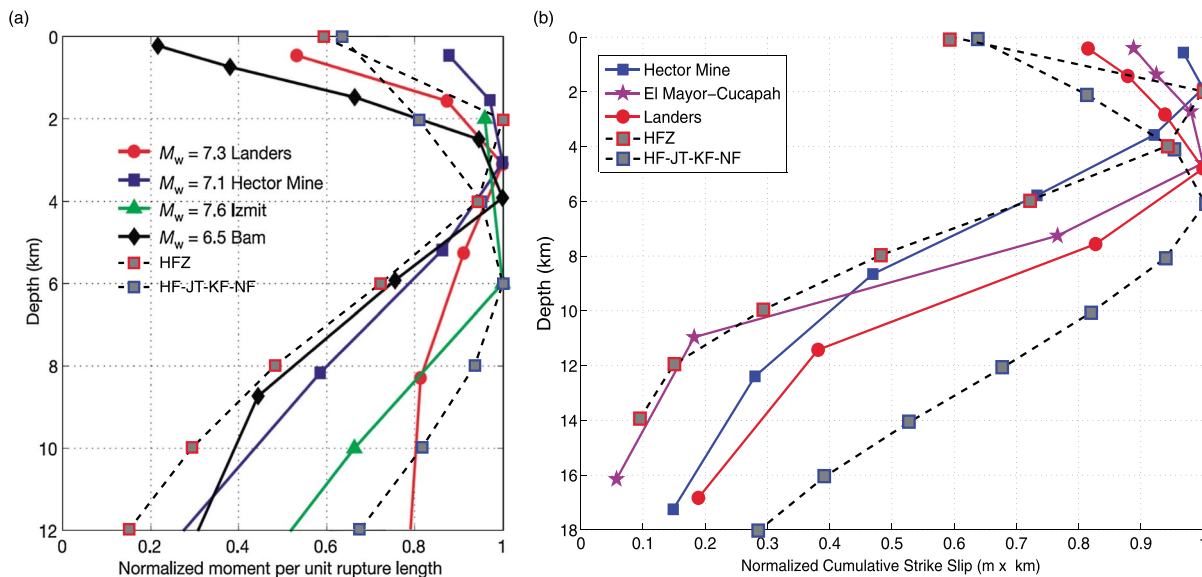 (a)
0
2
4
6
8
10
12
Depth (km)
M_w = 7.3 Landers
M_w = 7.1 Hector Mine
M_w = 7.6 Izmit
M_w = 6.5 Bam
HFZ
HF-JT-KF-NF
0 0.2 0.4 0.6 0.8 1
Normalized moment per unit rupture length
(b)
0
2
4
6
8
10
12
14
16
18
Depth (km)
Hector Mine
El Mayor−Cucapah
Landers
HFZ
HF-JT-KF-NF
0 0.1 0.2 0.3 0.4 0.5 0.6 0.7 0.8 0.9 1
Normalized Cumulative Strike Slip (m x km)